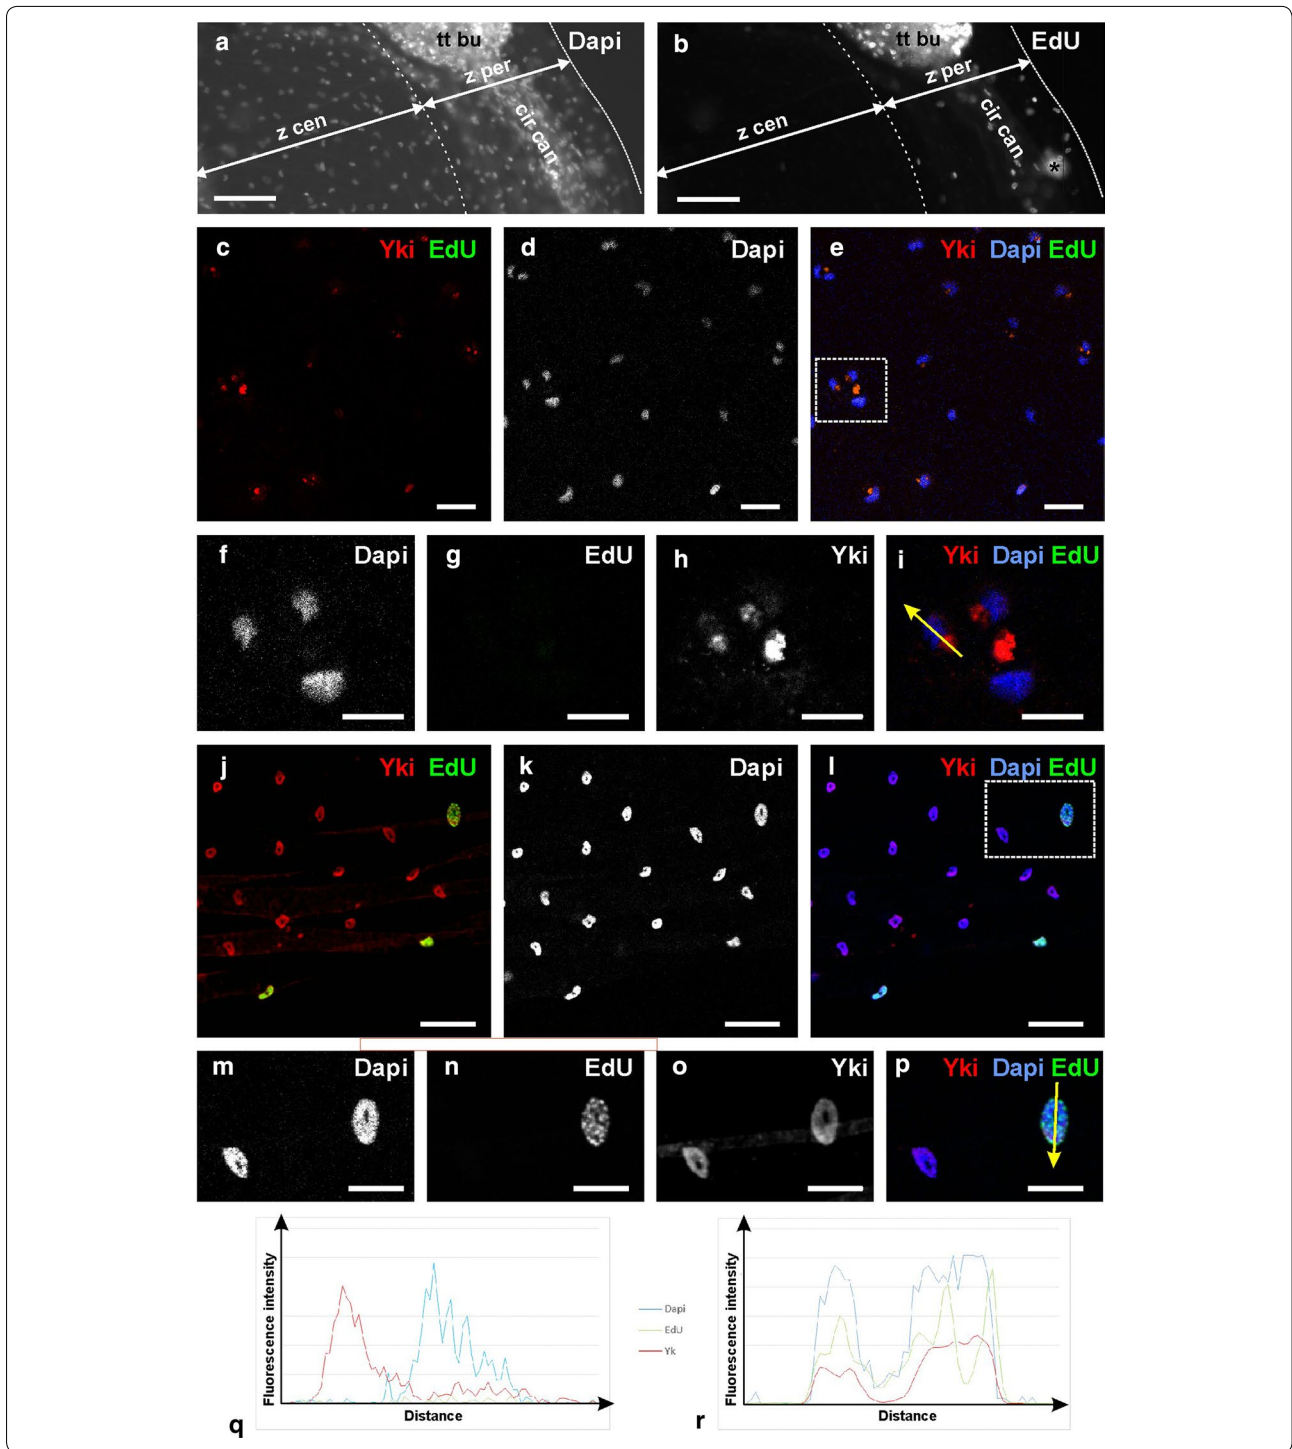 a tt bu Dapi
z per
z cen
cir can
b tt bu EdU
z per
z cen
cir can
*
c Yki EdU
d Dapi
e Yki Dapi EdU
f Dapi
g EdU
h Yki
i Yki Dapi EdU
j Yki EdU
k Dapi
l Yki Dapi EdU
m Dapi
n EdU
o Yki
p Yki Dapi EdU
Fluorescence intensity
Distance
q
Dapi
EdU
Yk
Fluorescence intensity
Distance
r